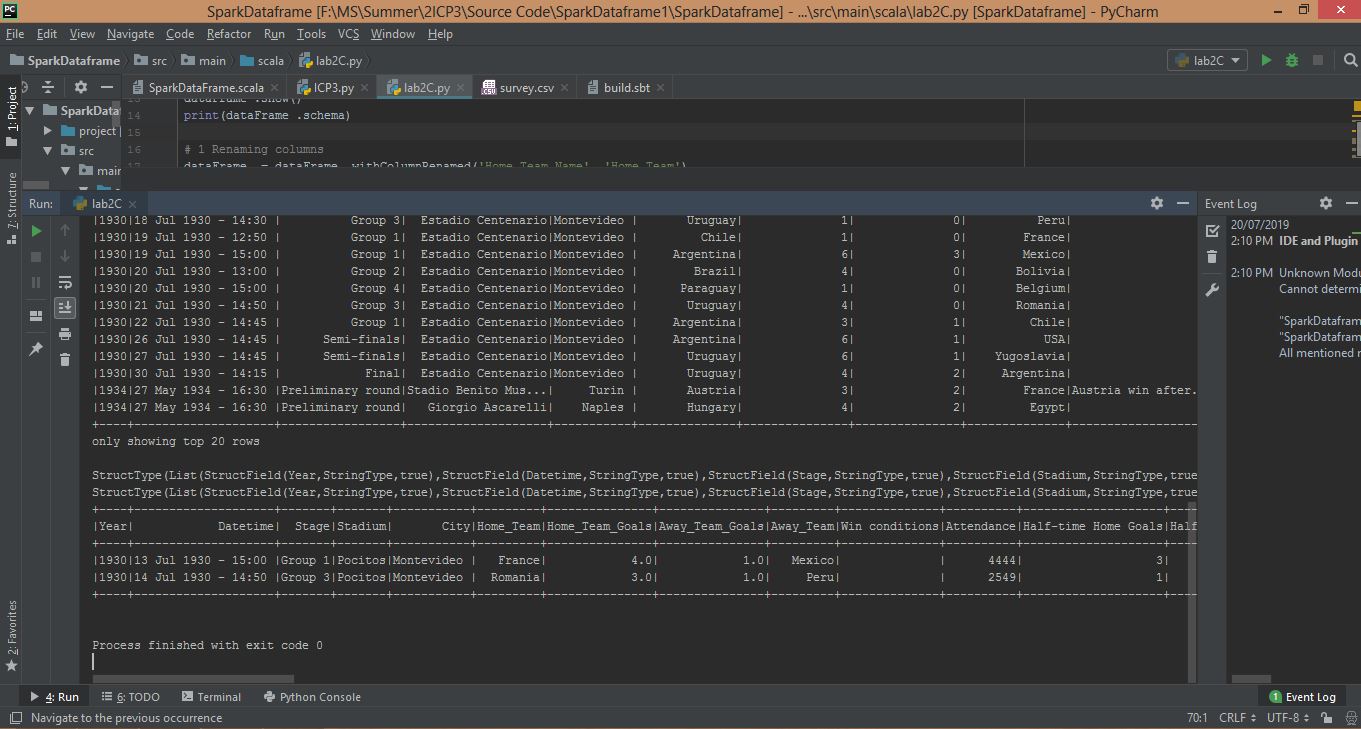 PC SparkDataframe [F:\MS\Summer\2ICP3\Source Code\SparkDataframe1\SparkDataframe] - ...\src\main\scala\lab2C.py [SparkDataframe] - PyCharm
File Edit View Navigate Code Refactor Run Tools VCS Window Help
SparkDataframe src main scala lab2C.py lab2C
1: Project
SparkDataFrame.scala ICP3.py lab2C.py survey.csv build.sbt
SparkData
project
src
main
13 dataFrame .show()
14 print(dataFrame .schema)
15
16 # 1 Renaming columns
17 dataFrame = dataFrame .withColumnRenamed('Home Team Name', 'Home_Team')
7: Structure
Run: lab2C
|1930|18 Jul 1930 - 14:30 | Group 3| Estadio Centenario|Montevideo | Uruguay| 1| 0| Peru|
|1930|19 Jul 1930 - 12:50 | Group 1| Estadio Centenario|Montevideo | Chile| 1| 0| France|
|1930|19 Jul 1930 - 15:00 | Group 1| Estadio Centenario|Montevideo | Argentina| 6| 3| Mexico|
|1930|20 Jul 1930 - 13:00 | Group 2| Estadio Centenario|Montevideo | Brazil| 4| 0| Bolivia|
|1930|20 Jul 1930 - 15:00 | Group 4| Estadio Centenario|Montevideo | Paraguay| 1| 0| Belgium|
|1930|21 Jul 1930 - 14:50 | Group 3| Estadio Centenario|Montevideo | Uruguay| 4| 0| Romania|
|1930|22 Jul 1930 - 14:45 | Group 1| Estadio Centenario|Montevideo | Argentina| 3| 1| Chile|
|1930|26 Jul 1930 - 14:45 | Semi-finals| Estadio Centenario|Montevideo | Argentina| 6| 1| USA|
|1930|27 Jul 1930 - 14:45 | Semi-finals| Estadio Centenario|Montevideo | Uruguay| 6| 1| Yugoslavia|
|1930|30 Jul 1930 - 14:15 | Final| Estadio Centenario|Montevideo | Uruguay| 4| 2| Argentina|
|1934|27 May 1934 - 16:30 |Preliminary round|Stadio Benito Mus...| Turin | Austria| 3| 2| France|Austria win after.
|1934|27 May 1934 - 16:30 |Preliminary round| Giorgio Ascarelli| Naples | Hungary| 4| 2| Egypt|
only showing top 20 rows
StructType(List(StructField(Year,StringType,true),StructField(Datetime,StringType,true),StructField(Stage,StringType,true),StructField(Stadium,StringType,true
StructType(List(StructField(Year,StringType,true),StructField(Datetime,StringType,true),StructField(Stage,StringType,true),StructField(Stadium,StringType,true
|Year| Datetime| Stage|Stadium| City|Home_Team|Home_Team_Goals|Away_Team_Goals|Away_Team|Win conditions|Attendance|Half-time Home Goals|Half
|1930|13 Jul 1930 - 15:00 |Group 1|Pocitos|Montevideo | France| 4.0| 1.0| Mexico| | 4444| 3|
|1930|14 Jul 1930 - 14:50 |Group 3|Pocitos|Montevideo | Romania| 3.0| 1.0| Peru| | 2549| 1|
Process finished with exit code 0
Event Log
20/07/2019
2:10 PM IDE and Plugin
2:10 PM Unknown Modu
Cannot determi
"SparkDatafram
"SparkDatafram
All mentioned r
2: Favorites
4: Run 6: TODO Terminal Python Console 1 Event Log
Navigate to the previous occurrence 70:1 CRLF UTF-8